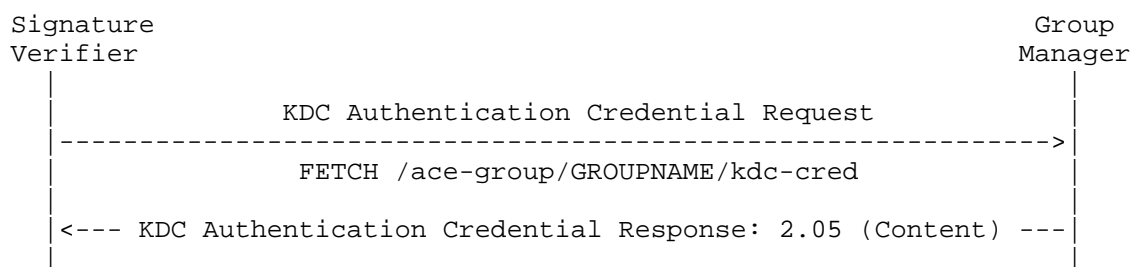 Signature Group
Verifier Manager
KDC Authentication Credential Request
------------------------------------------------------------->
FETCH /ace-group/GROUPNAME/kdc-cred
<--- KDC Authentication Credential Response: 2.05 (Content) ---